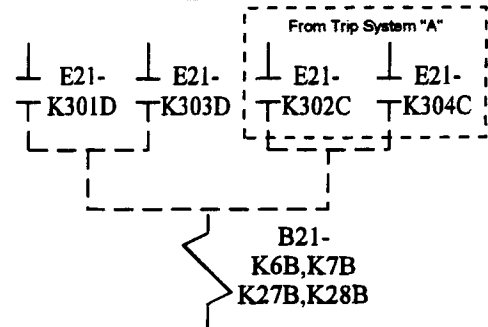 From Trip System "A"
E21-
K301D
E21-
K303D
E21-
K302C
E21-
K304C
B21-
K6B,K7B
K27B,K28B